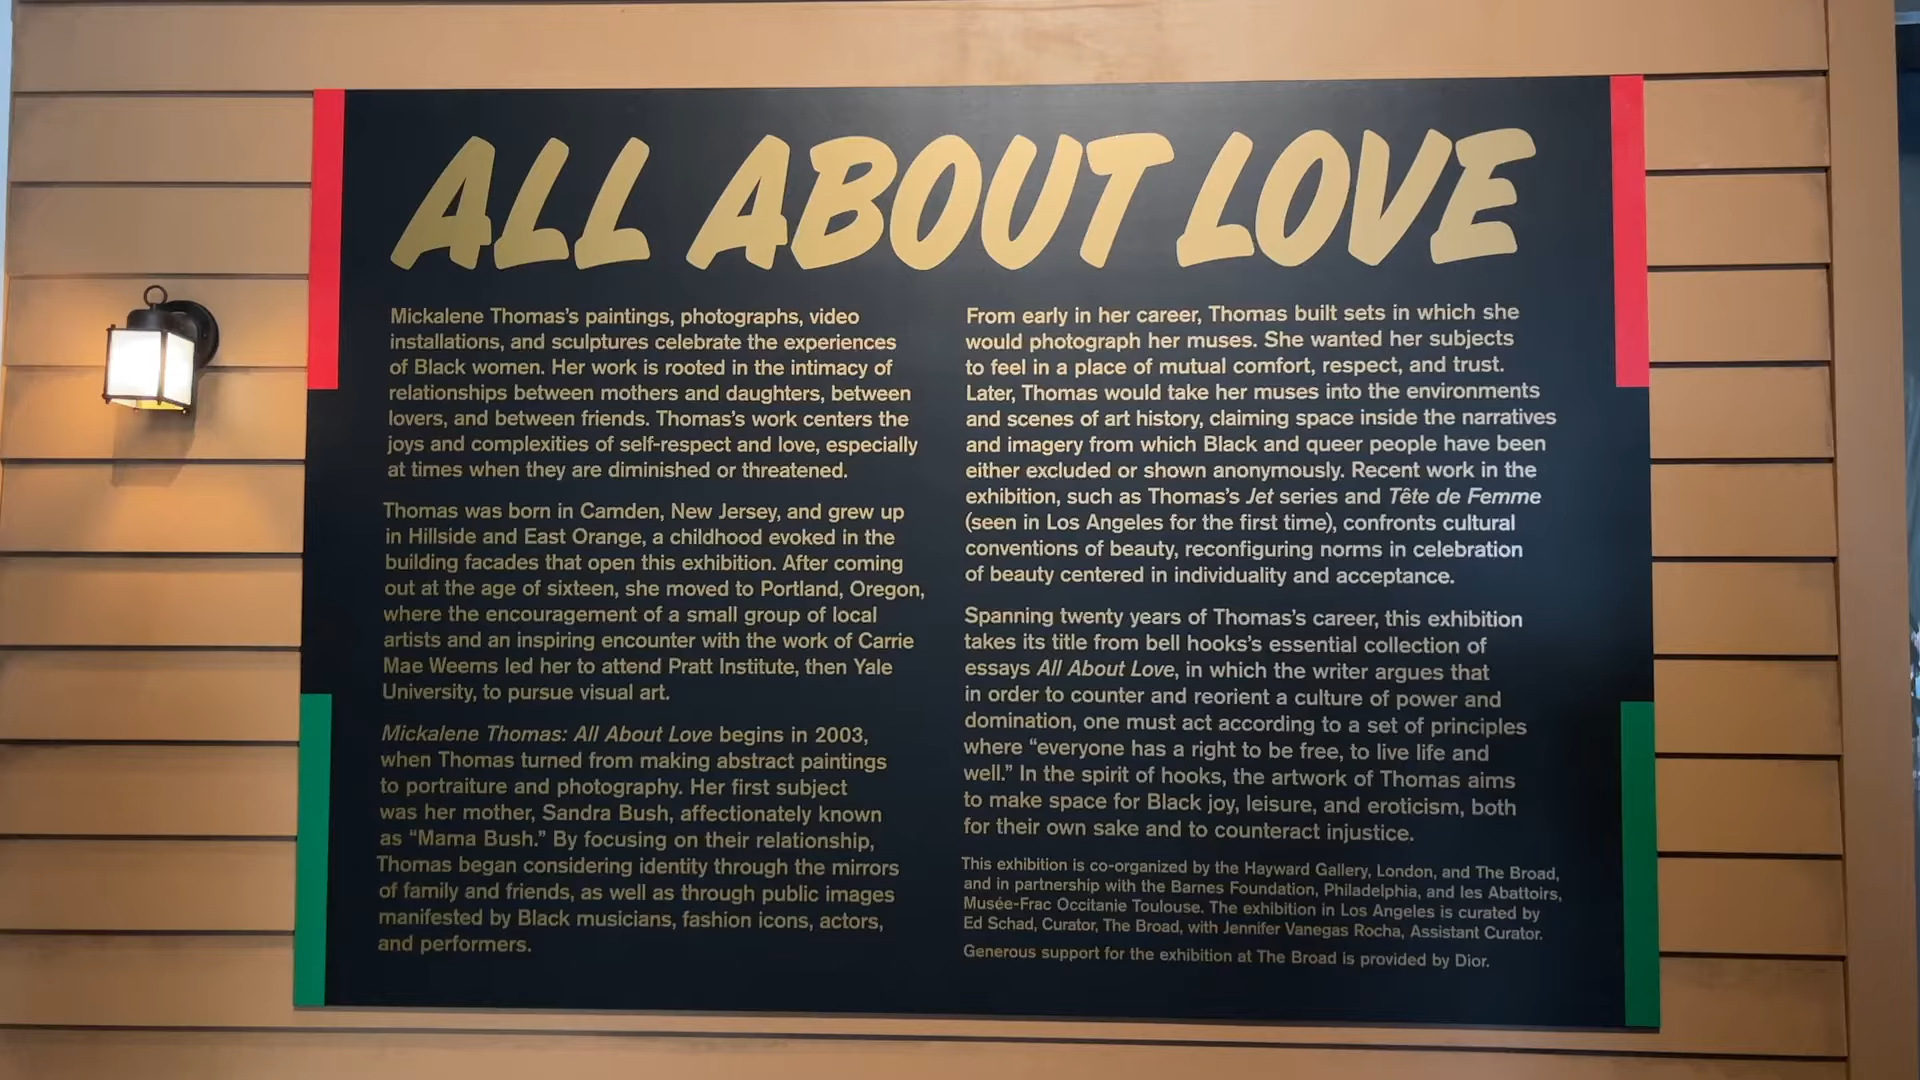 ALL ABOUT LOVE
Mickalene Thomas's paintings, photographs, video
installations, and sculptures celebrate the experiences
of Black women. Her work is rooted in the intimacy of
relationships between mothers and daughters, between
lovers, and between friends. Thomas's work centers the
joys and complexities of self-respect and love, especially
at times when they are diminished or threatened.
Thomas was born in Camden, New Jersey, and grew up
in Hillside and East Orange, a childhood evoked in the
building facades that open this exhibition. After coming
out at the age of sixteen, she moved to Portland, Oregon,
where the encouragement of a small group of local
artists and an inspiring encounter with the work of Carrie
Mae Weems led her to attend Pratt Institute, then Yale
University, to pursue visual art.
Mickalene Thomas: All About Love begins in 2003,
when Thomas turned from making abstract paintings
to portraiture and photography. Her first subject
was her mother, Sandra Bush, affectionately known
as “Mama Bush.” By focusing on their relationship,
Thomas began considering identity through the mirrors
of family and friends, as well as through public images
manifested by Black musicians, fashion icons, actors,
and performers.
From early in her career, Thomas built sets in which she
would photograph her muses. She wanted her subjects
to feel in a place of mutual comfort, respect, and trust.
Later, Thomas would take her muses into the environments
and scenes of art history, claiming space inside the narratives
and imagery from which Black and queer people have been
either excluded or shown anonymously. Recent work in the
exhibition, such as Thomas's Jet series and Tête de Femme
(seen in Los Angeles for the first time), confronts cultural
conventions of beauty, reconfiguring norms in celebration
of beauty centered in individuality and acceptance.
Spanning twenty years of Thomas's career, this exhibition
takes its title from bell hooks's essential collection of
essays All About Love, in which the writer argues that
in order to counter and reorient a culture of power and
domination, one must act according to a set of principles
where “everyone has a right to be free, to live life and
well.” In the spirit of hooks, the artwork of Thomas aims
to make space for Black joy, leisure, and eroticism, both
for their own sake and to counteract injustice.
This exhibition is co-organized by the Hayward Gallery, London, and The Broad,
and in partnership with the Barnes Foundation, Philadelphia, and les Abattoirs,
Musée-Frac Occitanie Toulouse. The exhibition in Los Angeles is curated by
Ed Schad, Curator, The Broad, with Jennifer Vanegas Rocha, Assistant Curator.
Generous support for the exhibition at The Broad is provided by Dior.